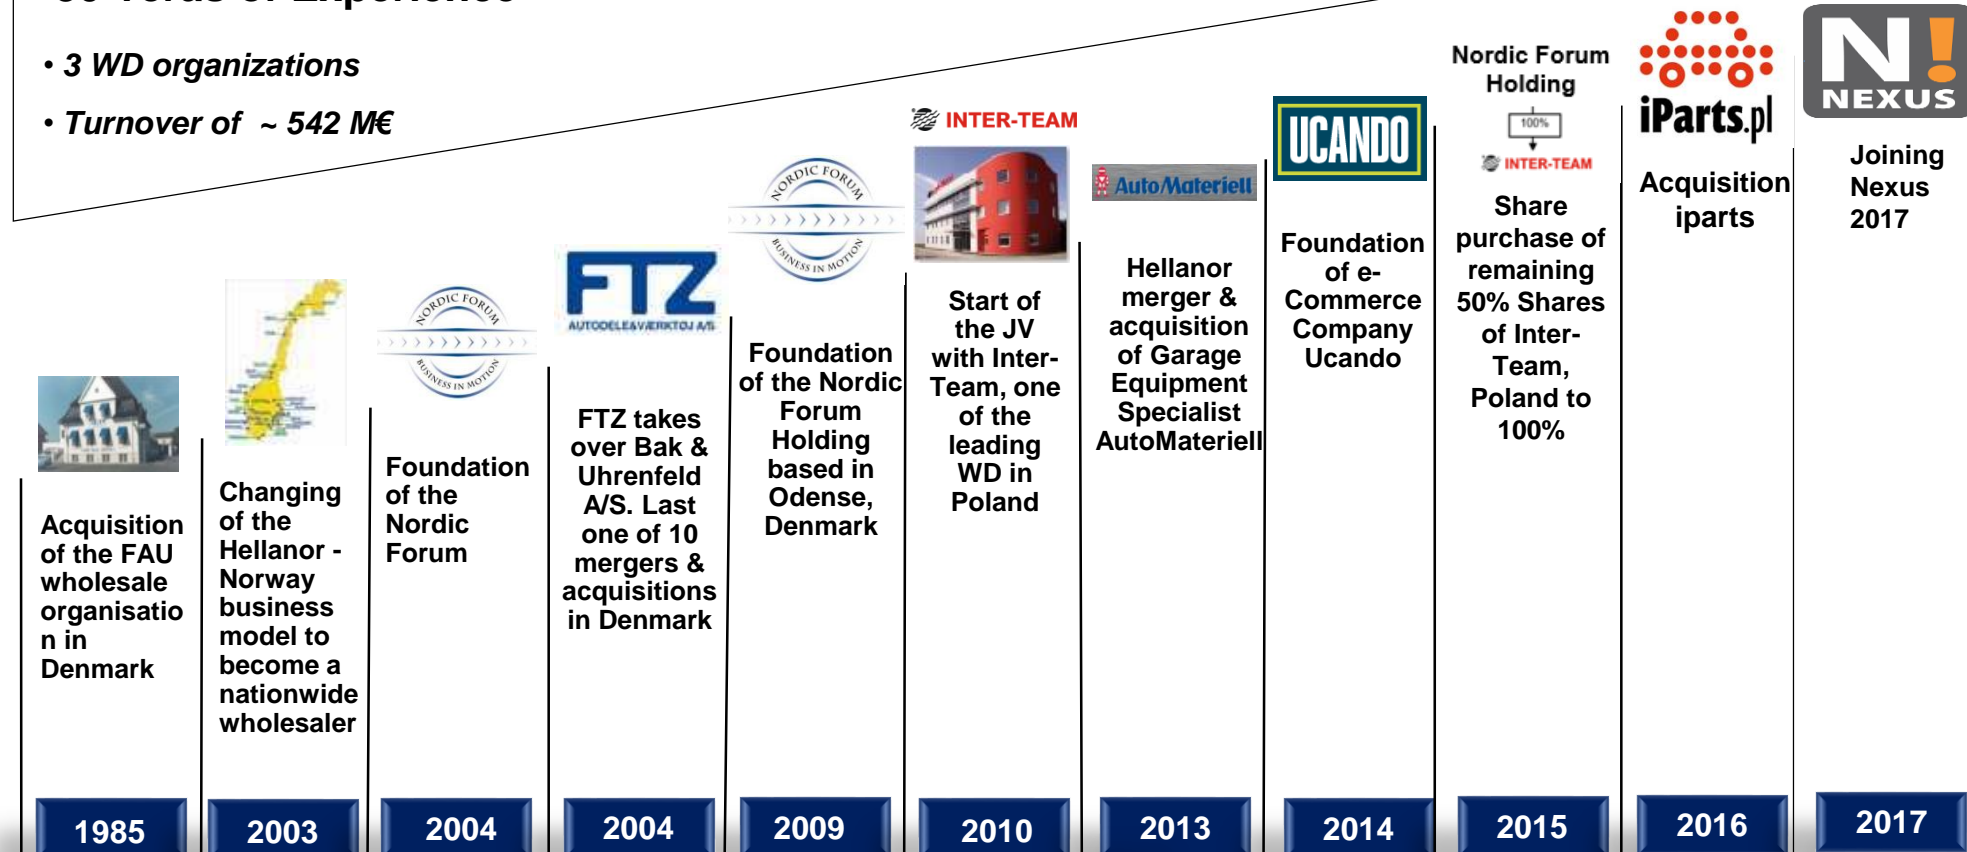 • 3 WD organizations
• Turnover of ~ 542 M€
Acquisition
of the FAU
wholesale
organisatio
n in
Denmark
1985
Changing
of the
Hellanor -
Norway
business
model to
become a
nationwide
wholesaler
2003
NORDIC FORUM
BUSINESS IN MOTION
Foundation
of the
Nordic
Forum
2004
FTZ
AUTODELE & VÆRKTØJ A/S
FTZ takes
over Bak &
Uhrenfeld
A/S. Last
one of 10
mergers &
acquisitions
in Denmark
2004
NORDIC FORUM
BUSINESS IN MOTION
Foundation
of the Nordic
Forum
Holding
based in
Odense,
Denmark
2009
INTER-TEAM
Start of
the JV
with Inter-
Team, one
of the
leading
WD in
Poland
2010
AutoMateriell
Hellanor
merger &
acquisition
of Garage
Equipment
Specialist
AutoMateriell
2013
UCANDO
Foundation
of e-
Commerce
Company
Ucando
2014
Nordic Forum
Holding
100%
INTER-TEAM
Share
purchase of
remaining
50% Shares
of Inter-
Team,
Poland to
100%
2015
iParts.pl
Acquisition
iparts
2016
N!
NEXUS
Joining
Nexus
2017
2017